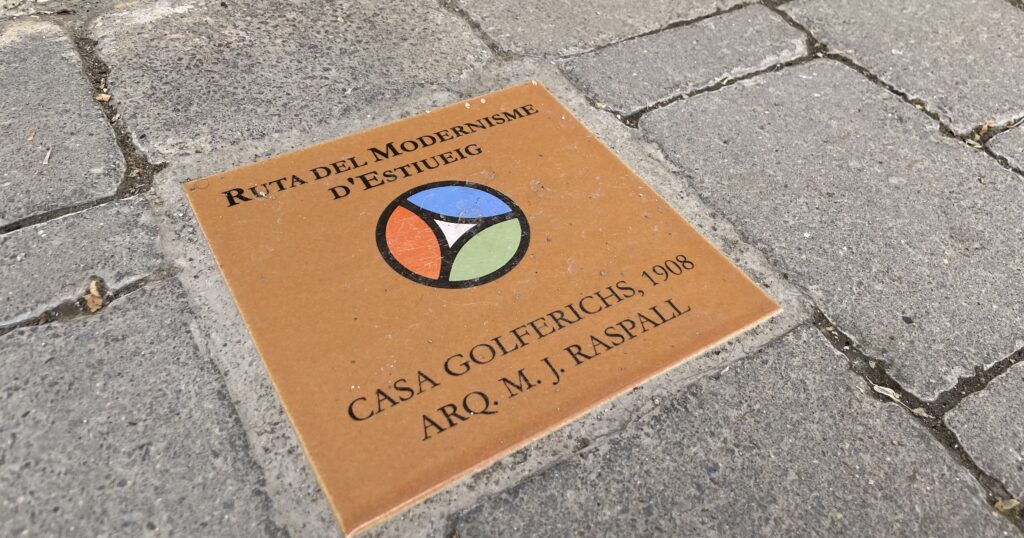 Ruta del Modernisme
d'Estiueig
CASA GOLFERICHS, 1908
ARQ. M. J. RASPALL